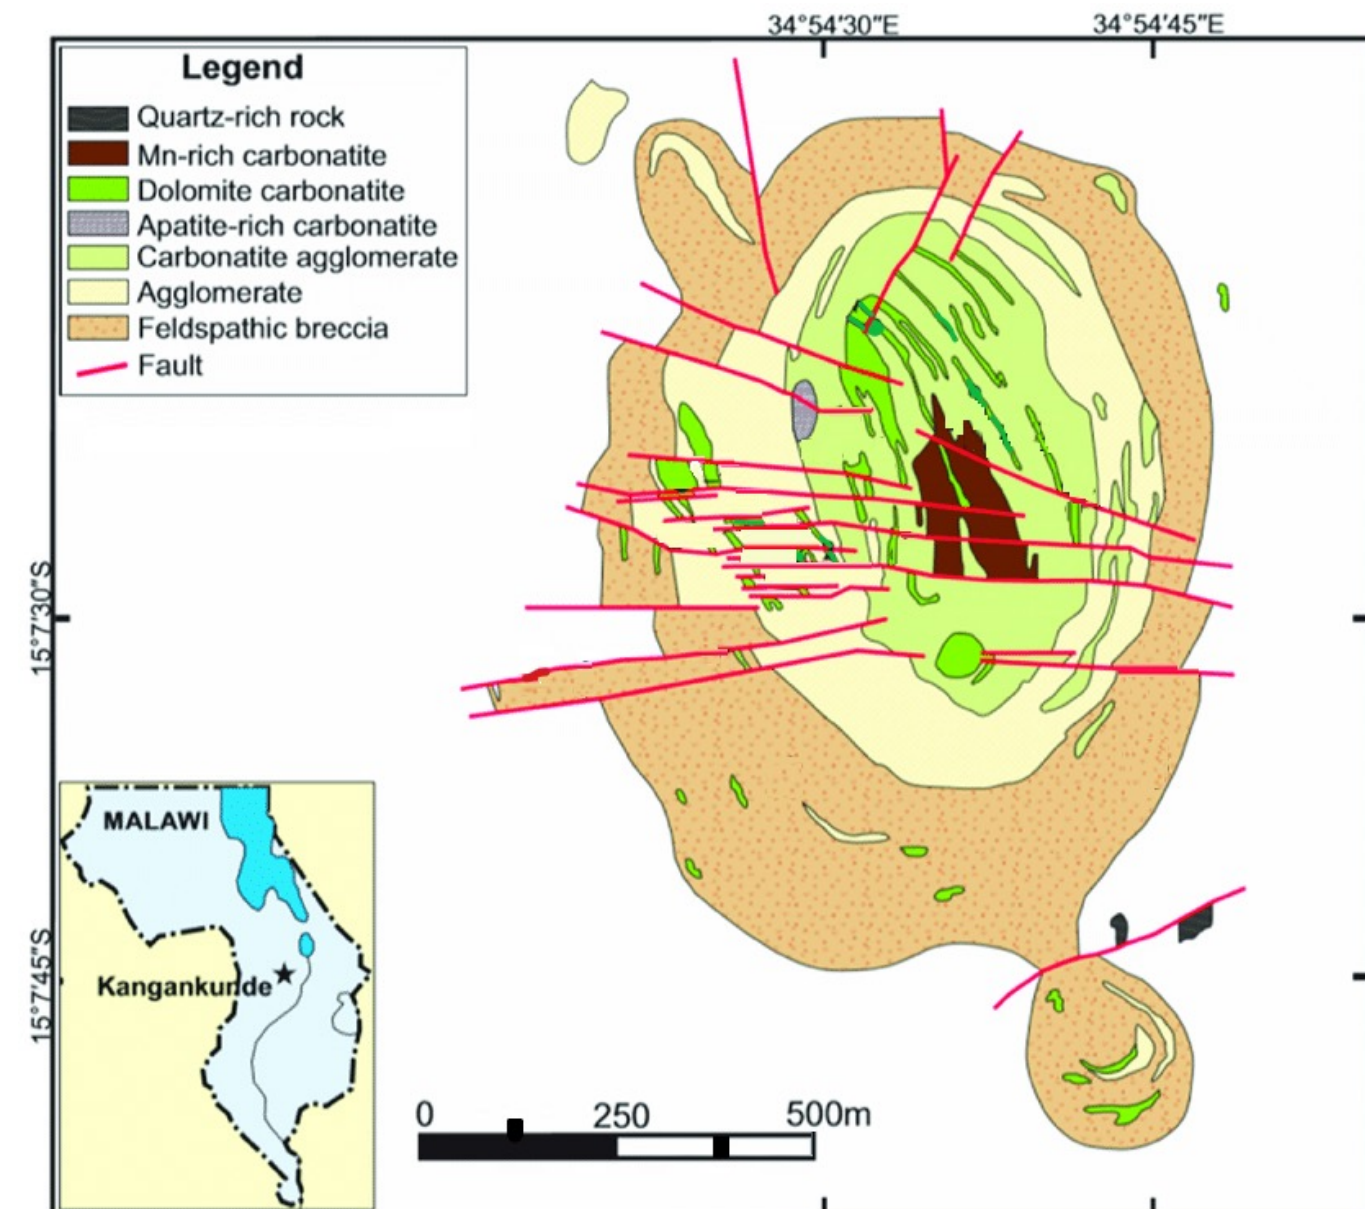 34°54′30″E 34°54′45″E
Legend
Quartz-rich rock
Mn-rich carbonatite
Dolomite carbonatite
Apatite-rich carbonatite
Carbonatite agglomerate
Agglomerate
Feldspathic breccia
Fault
15°7′30″S
15°7′45″S
MALAWI
Kangankunde
0 250 500m